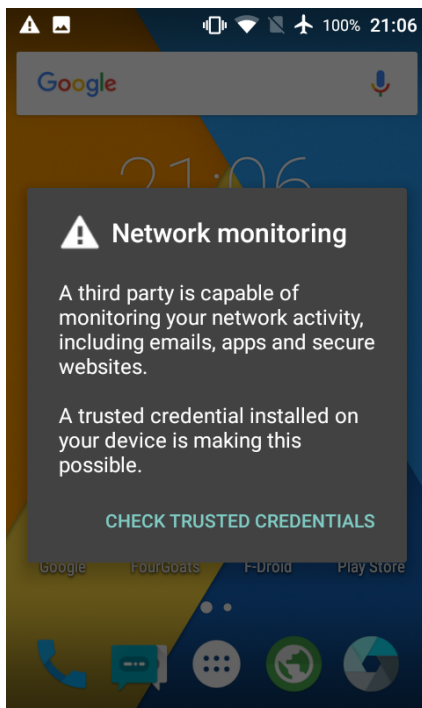 100% 21:06
Google
21:06
Network monitoring
A third party is capable of
monitoring your network activity,
including emails, apps and secure
websites.
A trusted credential installed on
your device is making this
possible.
CHECK TRUSTED CREDENTIALS
Google FourGoats F-Droid Play Store